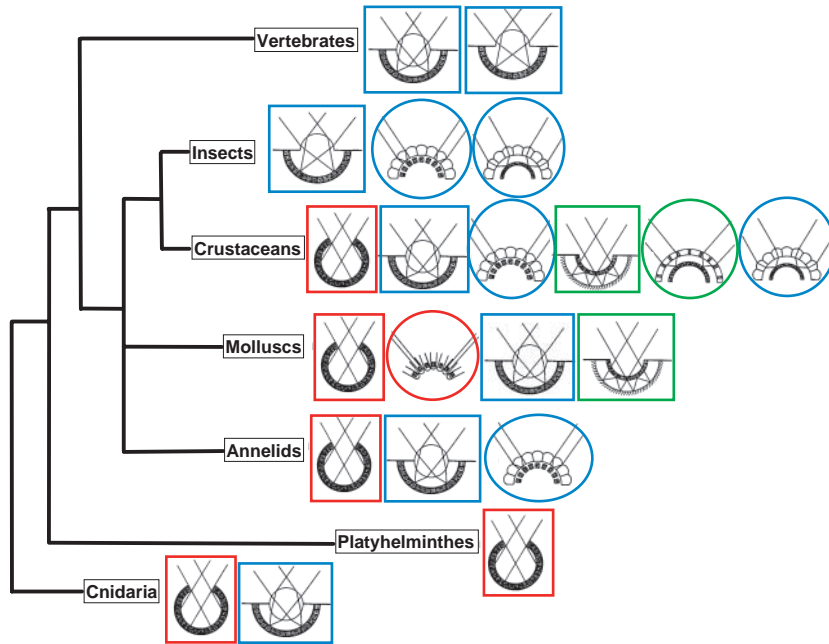 Vertebrates
Insects
Crustaceans
Molluscs
Annelids
Platyhelminthes
Cnidaria